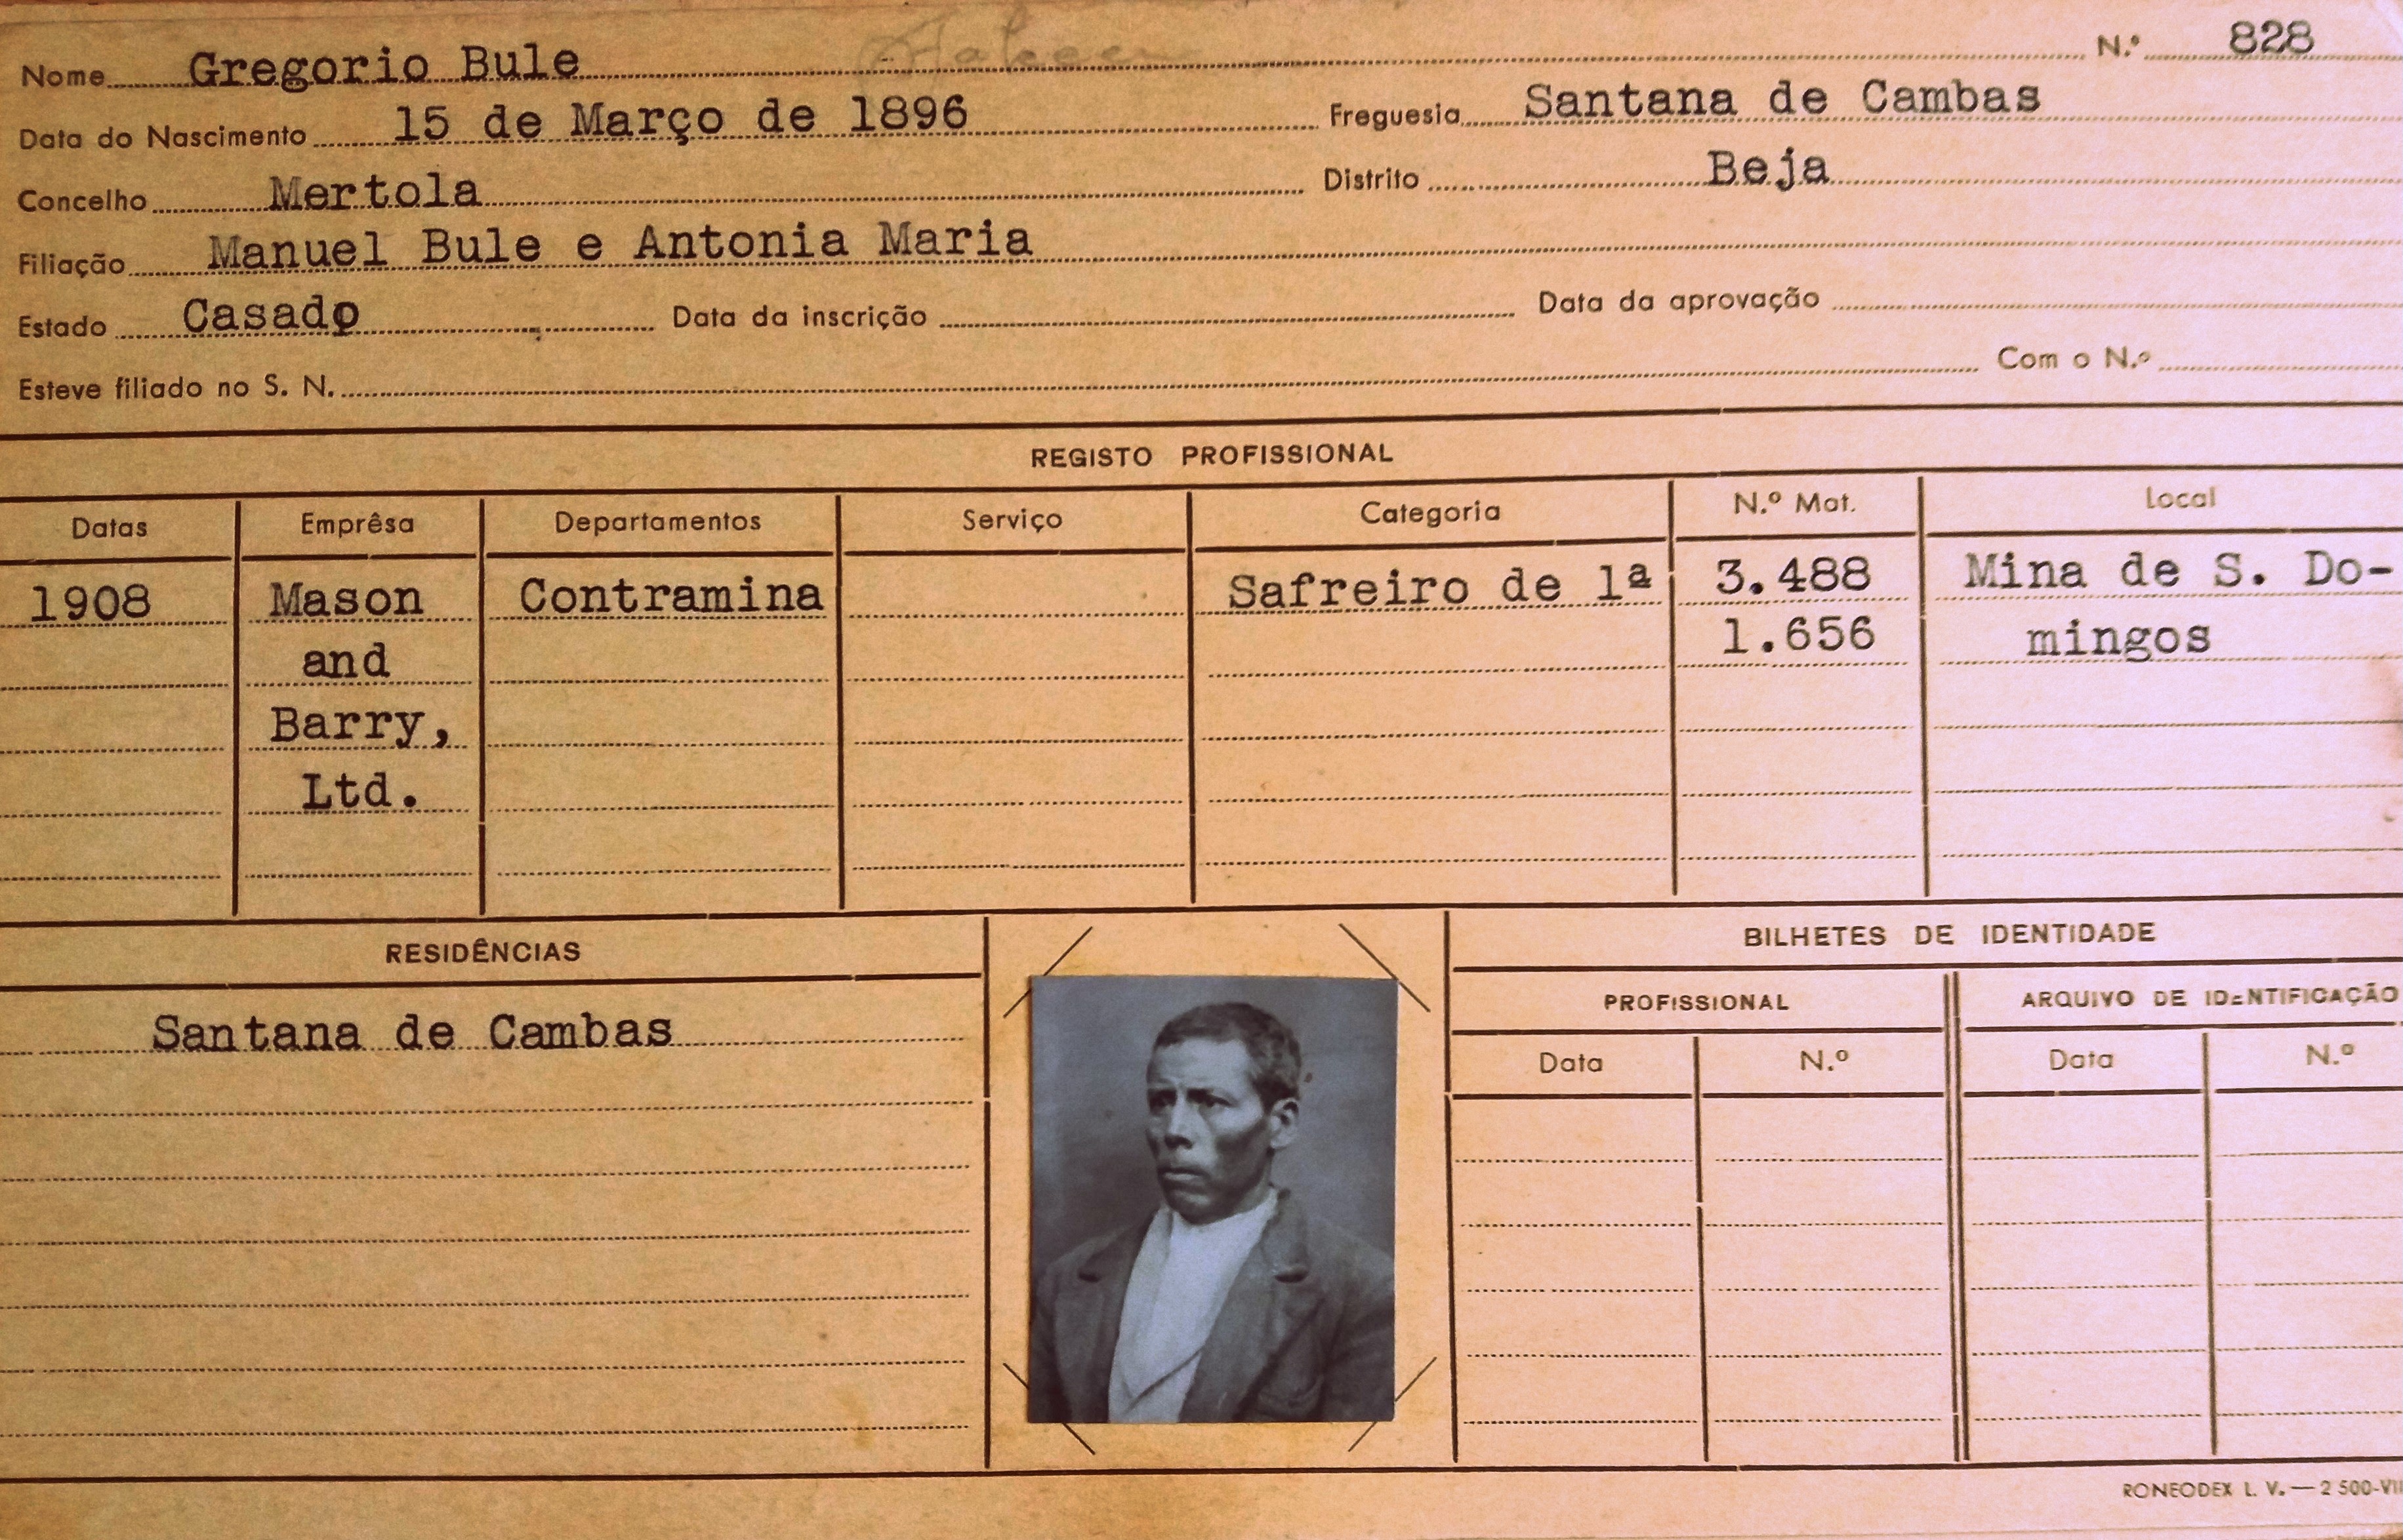 Nome Gregorio Bule N.º 828
Data do Nascimento 15 de Março de 1896 Freguesia Santana de Cambas
Concelho Mertola Distrito Beja
Filiação Manuel Bule e Antonia Maria
Estado Casado Data da inscrição Data da aprovação
Esteve filiado no S. N. Com o N.º
REGISTO PROFISSIONAL
Datas Emprêsa Departamentos Serviço Categoria N.º Mat. Local
1908 Mason Contramina Safreiro de 1ª 3.488 Mina de S. Do-
and 1.656 mingos
Barry,
Ltd.
RESIDÊNCIAS BILHETES DE IDENTIDADE
PROFISSIONAL ARQUIVO DE IDENTIFICAÇÃO
Santana de Cambas
Data N.º Data N.º
RONEODEX L. V. — 2 500-VII